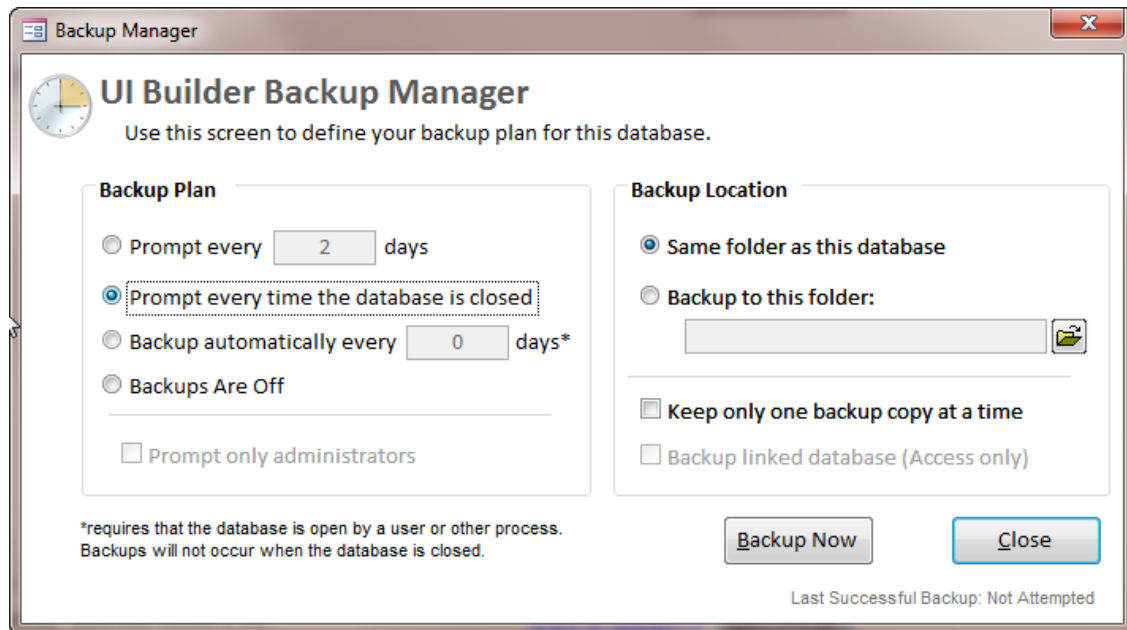 Backup Manager
UI Builder Backup Manager
Use this screen to define your backup plan for this database.
Backup Plan
Prompt every 2 days
Prompt every time the database is closed
Backup automatically every 0 days*
Backups Are Off
Prompt only administrators
Backup Location
Same folder as this database
Backup to this folder:
Keep only one backup copy at a time
Backup linked database (Access only)
*requires that the database is open by a user or other process.
Backups will not occur when the database is closed.
Backup Now
Close
Last Successful Backup: Not Attempted